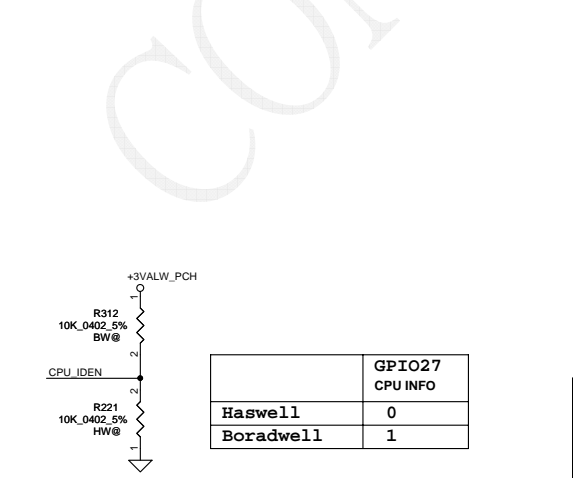 CON
+3VALW_PCH
1
R312
10K_0402_5%
BW@
2
CPU_IDEN
2
R221
10K_0402_5%
HW@
1
GPIO27
CPU INFO
Haswell 0
Boradwell 1